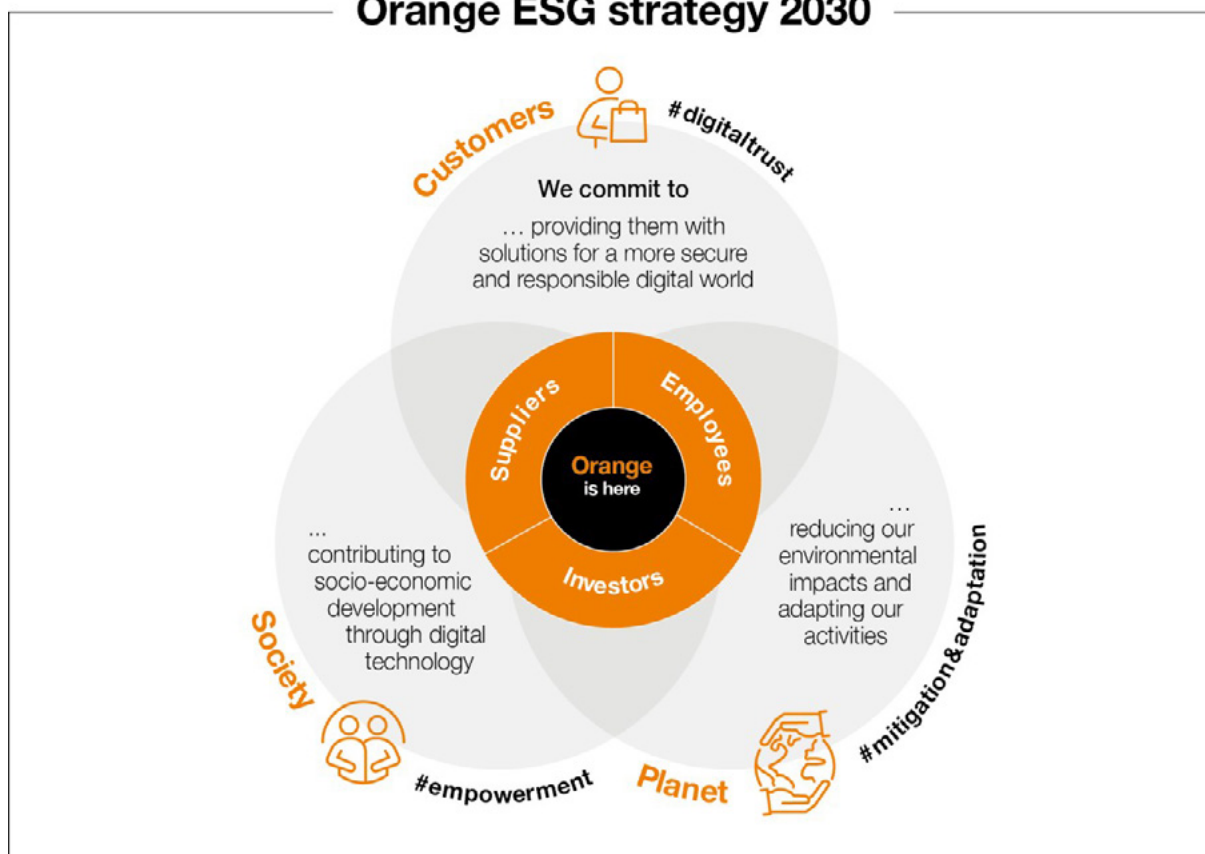 Orange ESG strategy 2030
Customers
#digitaltrust
We commit to
… providing them with
solutions for a more secure
and responsible digital world
Suppliers
Employees
Investors
Orange
is here
...
contributing to
socio-economic
development
through digital
technology
Society
#empowerment
…
reducing our
environmental
impacts and
adapting our
activities
Planet
#mitigation&adaptation